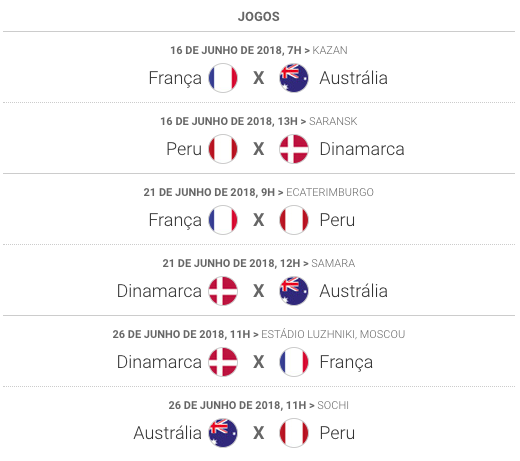 JOGOS
16 DE JUNHO DE 2018, 7H > KAZAN
França X Austrália
16 DE JUNHO DE 2018, 13H > SARANSK
Peru X Dinamarca
21 DE JUNHO DE 2018, 9H > ECATERIMBURGO
França X Peru
21 DE JUNHO DE 2018, 12H > SAMARA
Dinamarca X Austrália
26 DE JUNHO DE 2018, 11H > ESTÁDIO LUZHNIKI, MOSCOU
Dinamarca X França
26 DE JUNHO DE 2018, 11H > SOCHI
Austrália X Peru